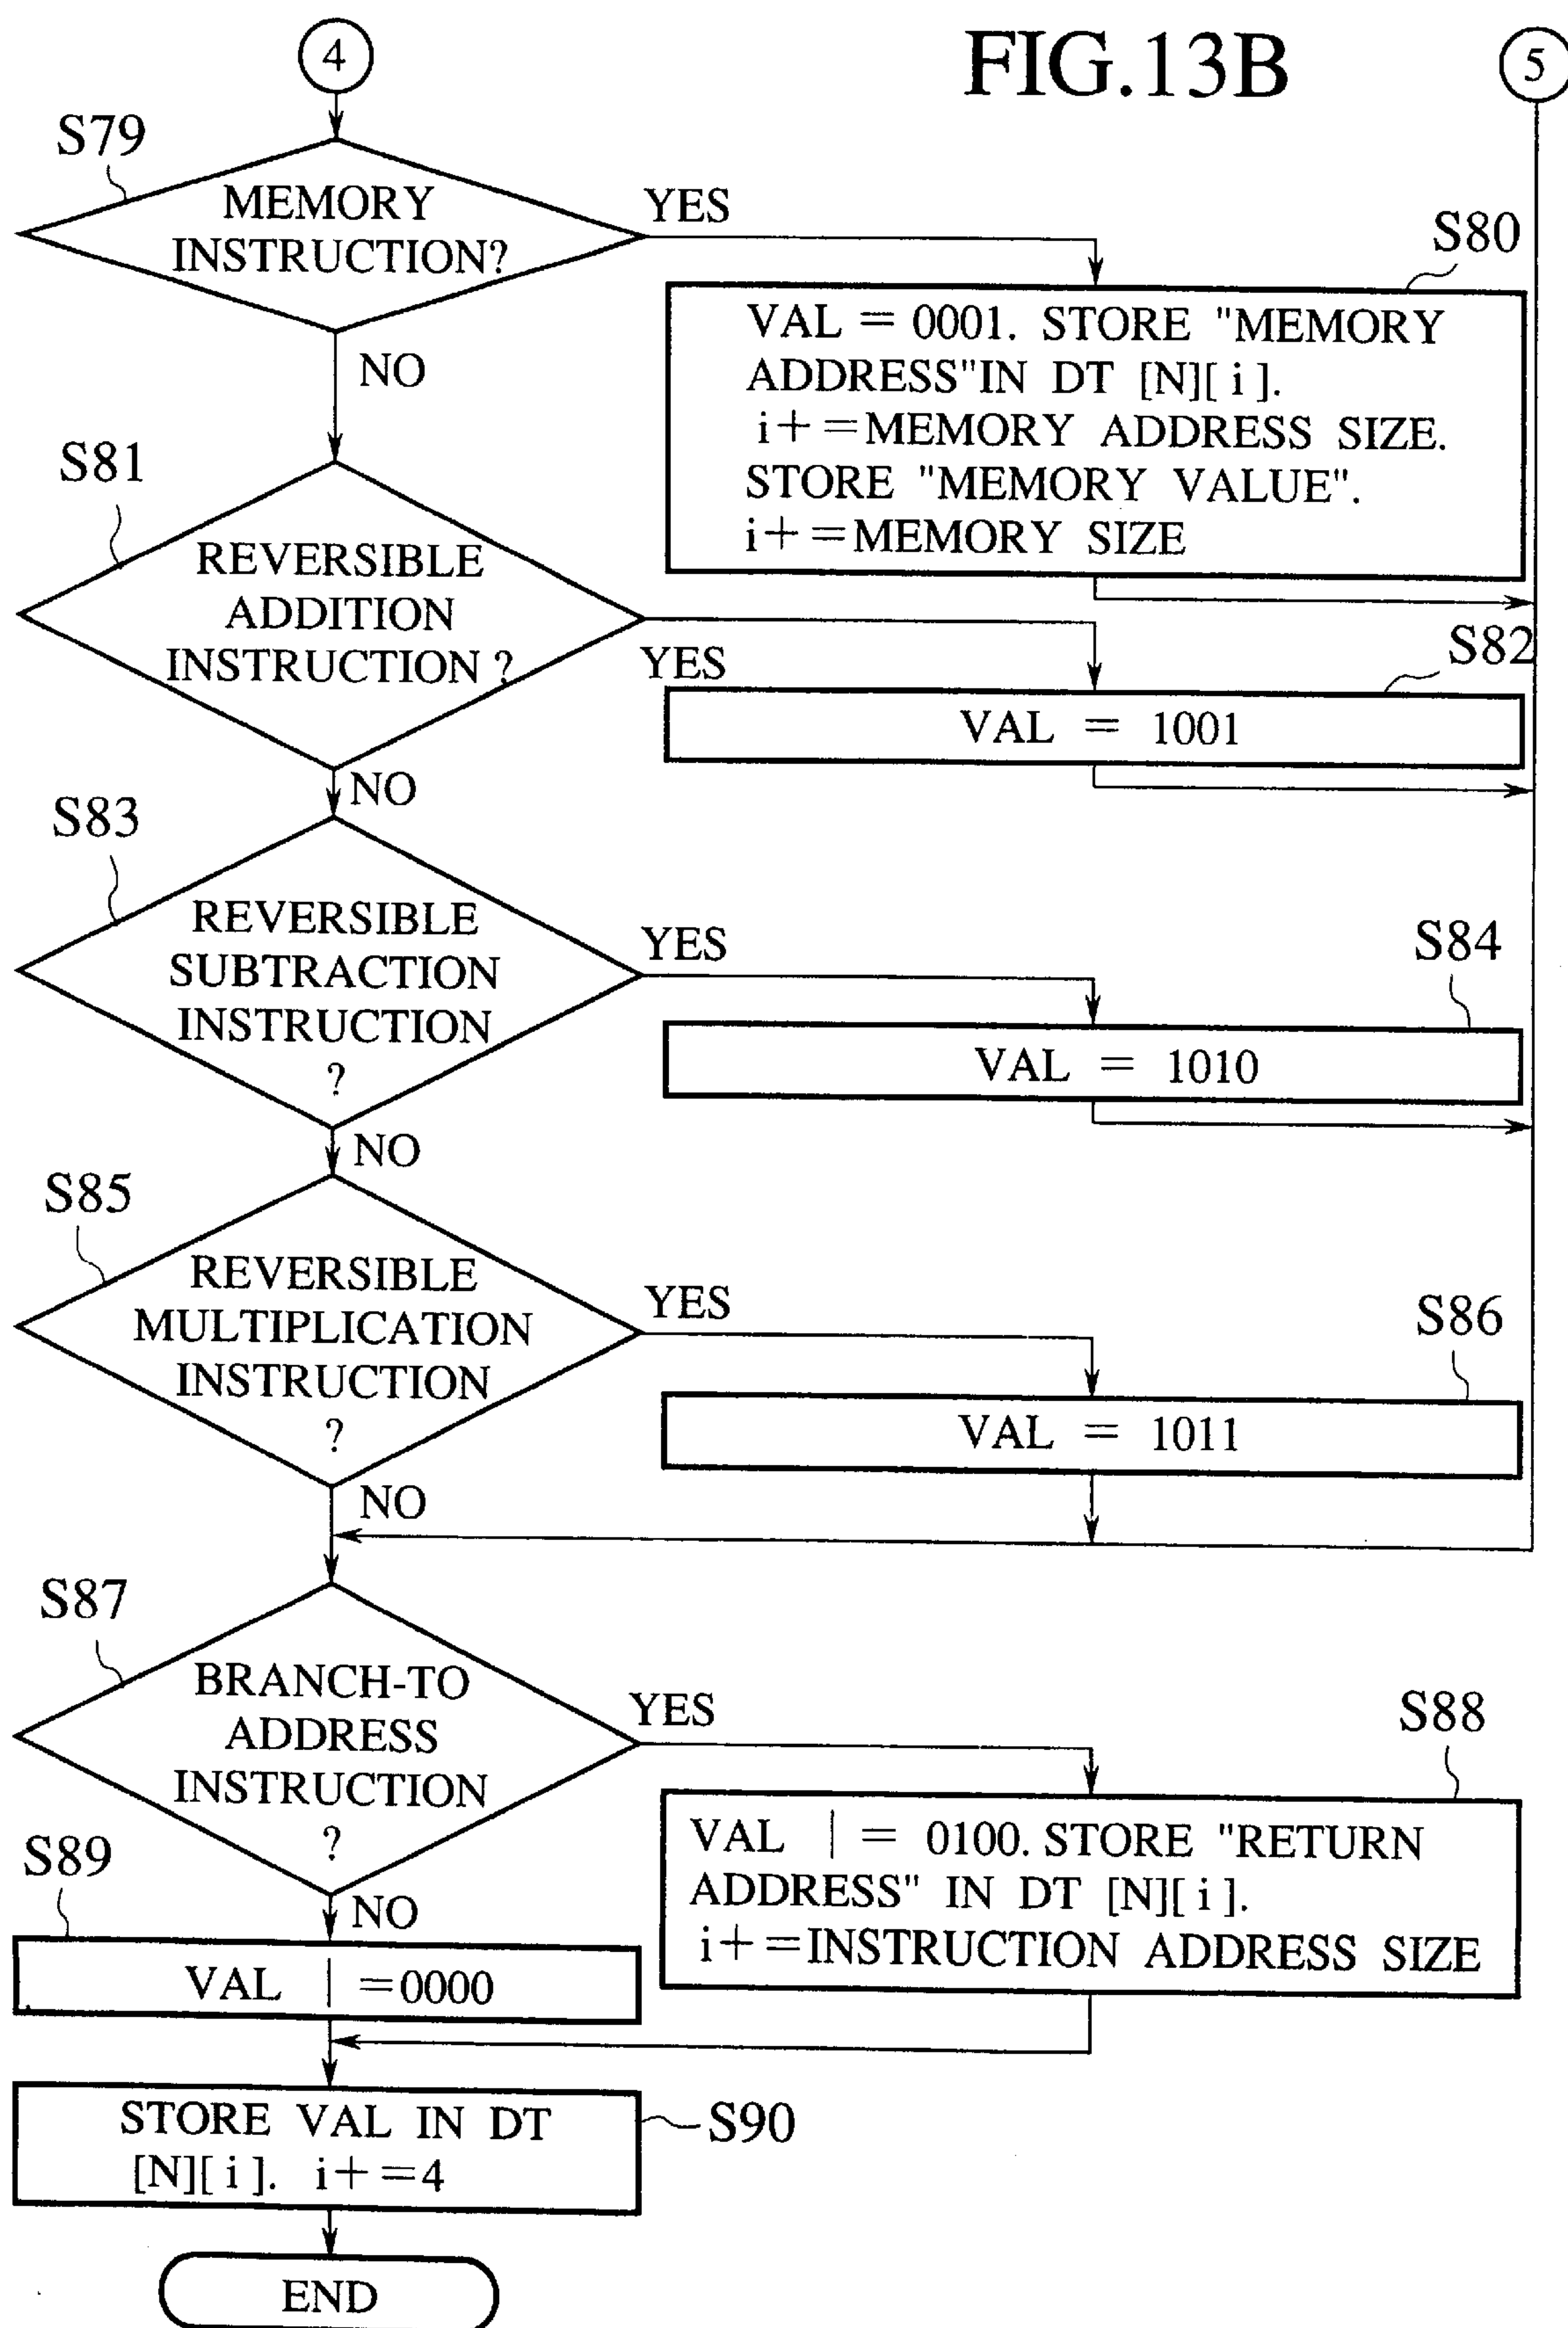 4
FIG.13B
5
S79
MEMORY
INSTRUCTION?
YES
NO
S80
VAL = 0001. STORE "MEMORY
ADDRESS"IN DT [N][ i ].
i+=MEMORY ADDRESS SIZE.
STORE "MEMORY VALUE".
i+=MEMORY SIZE
S81
REVERSIBLE
ADDITION
INSTRUCTION ?
YES
NO
S82
VAL = 1001
S83
REVERSIBLE
SUBTRACTION
INSTRUCTION
?
YES
NO
S84
VAL = 1010
S85
REVERSIBLE
MULTIPLICATION
INSTRUCTION
?
YES
NO
S86
VAL = 1011
S87
BRANCH-TO
ADDRESS
INSTRUCTION
?
YES
NO
S88
VAL | = 0100. STORE "RETURN
ADDRESS" IN DT [N][ i ].
i+=INSTRUCTION ADDRESS SIZE
S89
VAL | =0000
STORE VAL IN DT
[N][ i ]. i+=4
S90
END